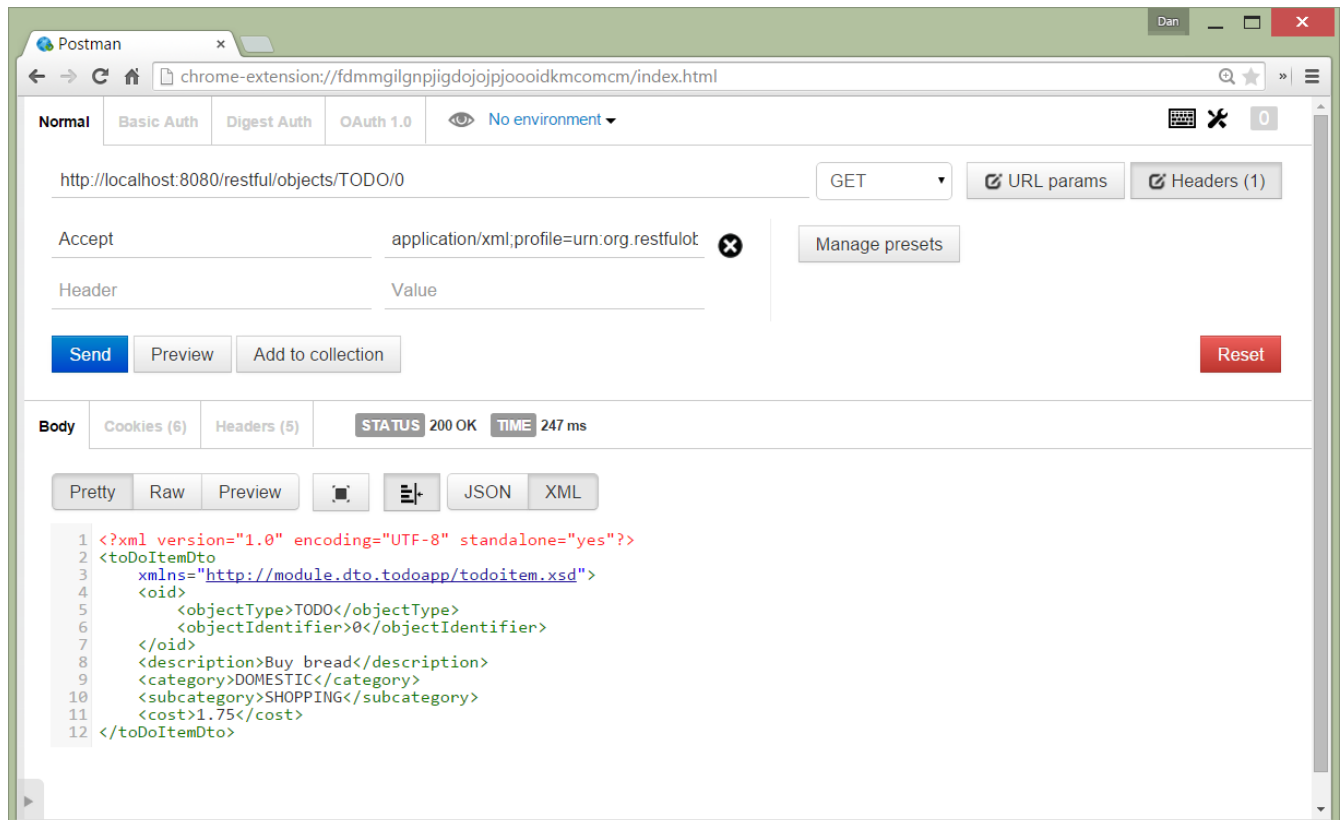 Dan
Postman
chrome-extension://fdmmgilgnpjigdojojpjoooidkmcomcm/index.html
Normal Basic Auth Digest Auth OAuth 1.0 No environment 0
http://localhost:8080/restful/objects/TODO/0 GET URL params Headers (1)
Accept application/xml;profile=urn:org.restfulob Manage presets
Header Value
Send Preview Add to collection Reset
Body Cookies (6) Headers (5) STATUS 200 OK TIME 247 ms
Pretty Raw Preview JSON XML
1 <?xml version="1.0" encoding="UTF-8" standalone="yes"?>
2 <toDoItemDto
3 xmlns="http://module.dto.todoapp/todoitem.xsd">
4 <oid>
5 <objectType>TODO</objectType>
6 <objectIdentifier>0</objectIdentifier>
7 </oid>
8 <description>Buy bread</description>
9 <category>DOMESTIC</category>
10 <subcategory>SHOPPING</subcategory>
11 <cost>1.75</cost>
12 </toDoItemDto>